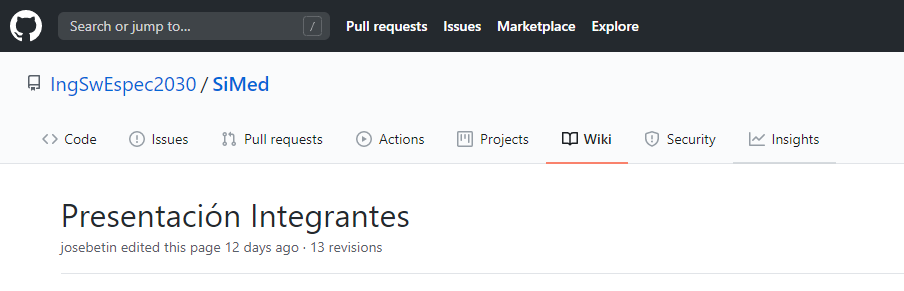 Search or jump to... / Pull requests Issues Marketplace Explore
IngSwEspec2030 / SiMed
Code Issues Pull requests Actions Projects Wiki Security Insights
Presentación Integrantes
josebetin edited this page 12 days ago · 13 revisions